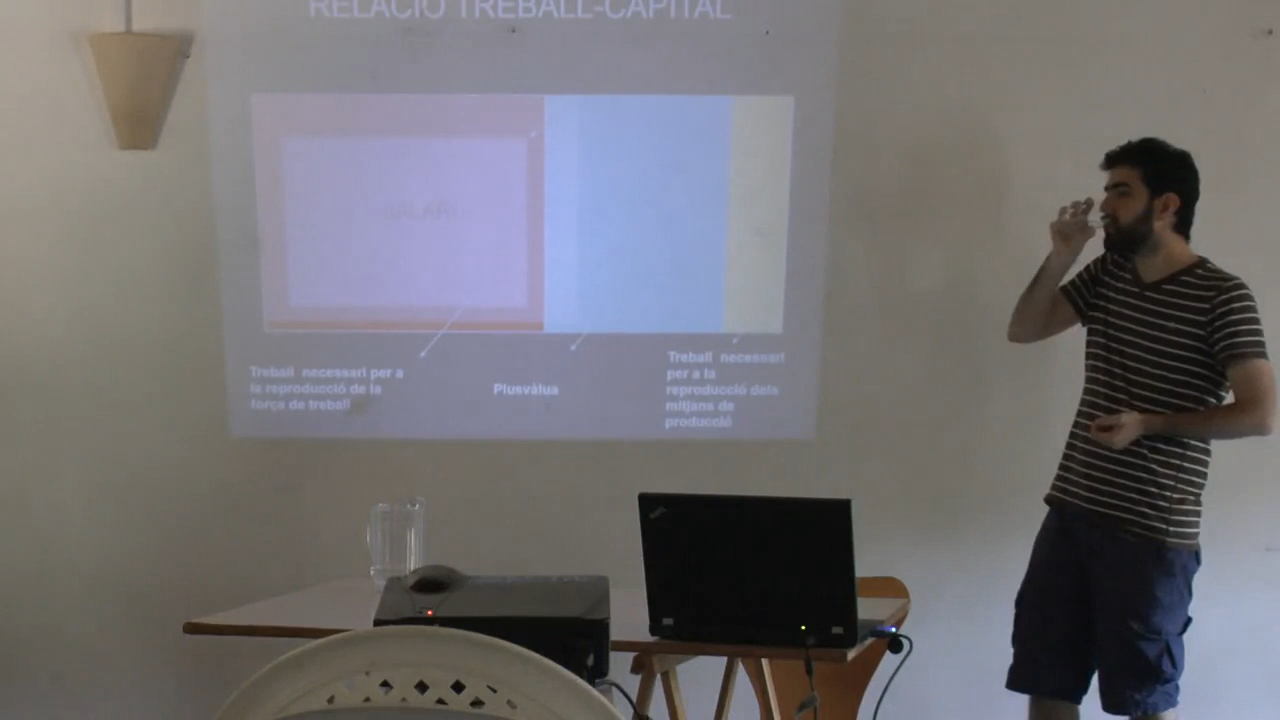 RELACIÓ TREBALL-CAPITAL
SALARI
Treball necessari per a
la reproducció de la
força de treball
Plusvàlua
Treball necessari
per a la
reproducció dels
mitjans de
producció